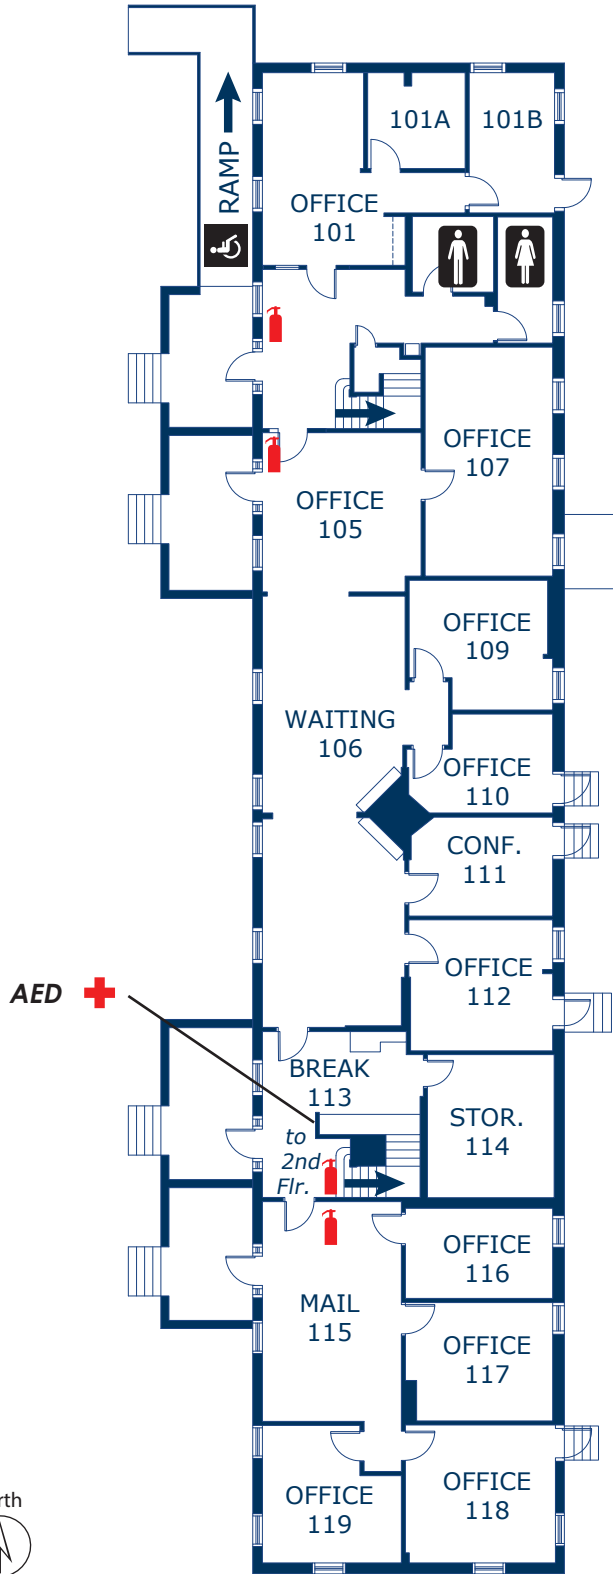 101A
101B
RAMP
OFFICE
101
OFFICE
107
OFFICE
105
OFFICE
109
WAITING
106
OFFICE
110
CONF.
111
OFFICE
112
AED
BREAK
113
STOR.
114
to
2nd
Flr.
OFFICE
116
MAIL
115
OFFICE
117
OFFICE
118
OFFICE
119
rth